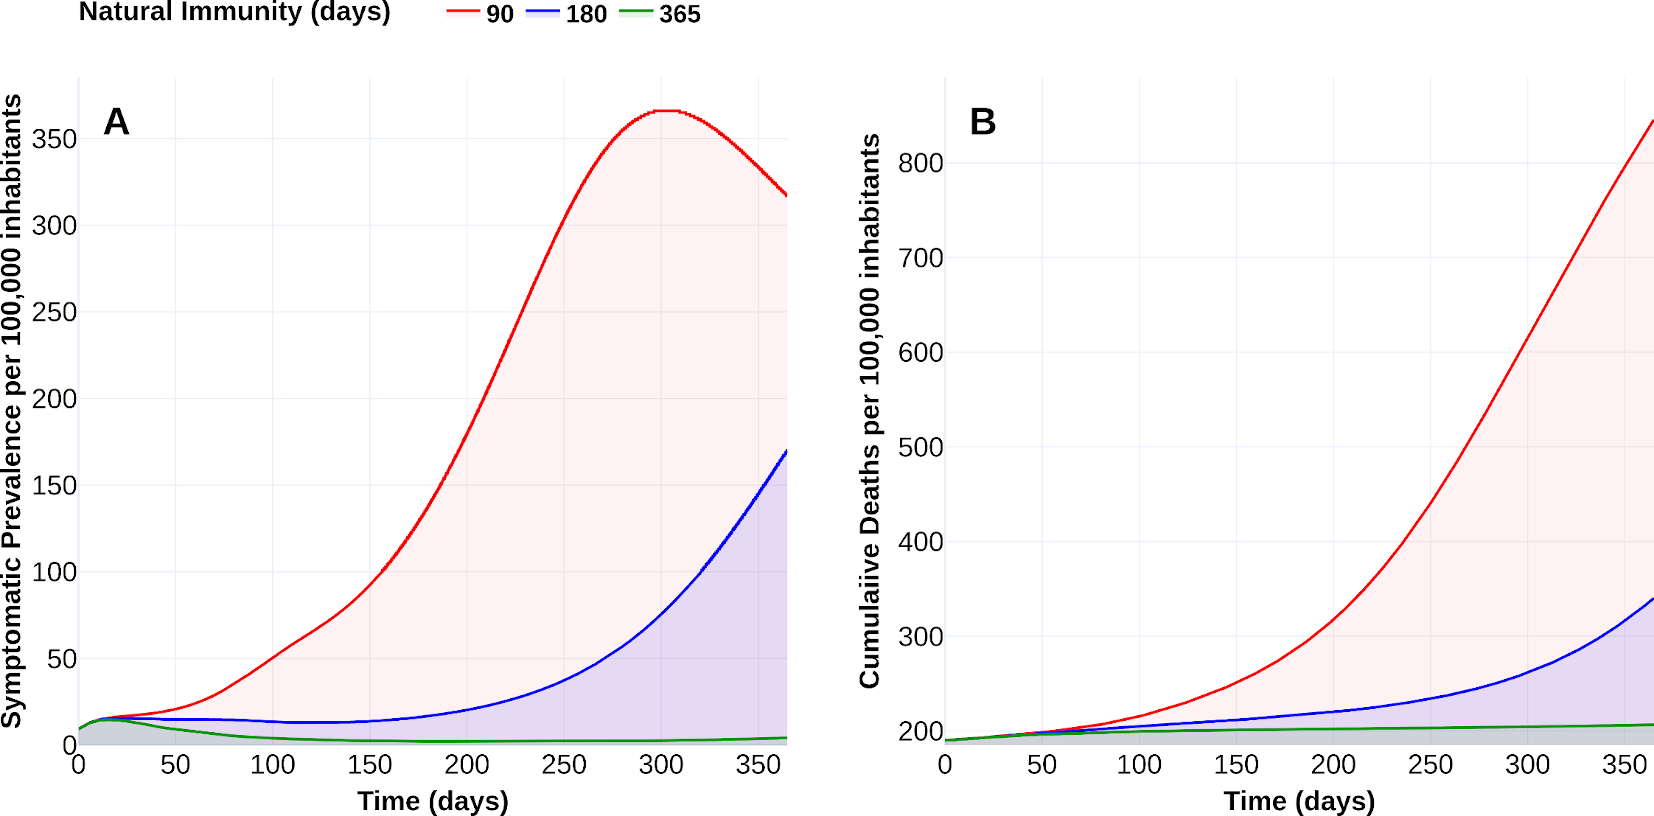 Natural Immunity (days) 90 180 365
A
Symptomatic Prevalence per 100,000 inhabitants
350
300
250
200
150
100
50
0
0 50 100 150 200 250 300 350
Time (days)
B
Cumulaiive Deaths per 100,000 inhabitants
800
700
600
500
400
300
200
0 50 100 150 200 250 300 350
Time (days)